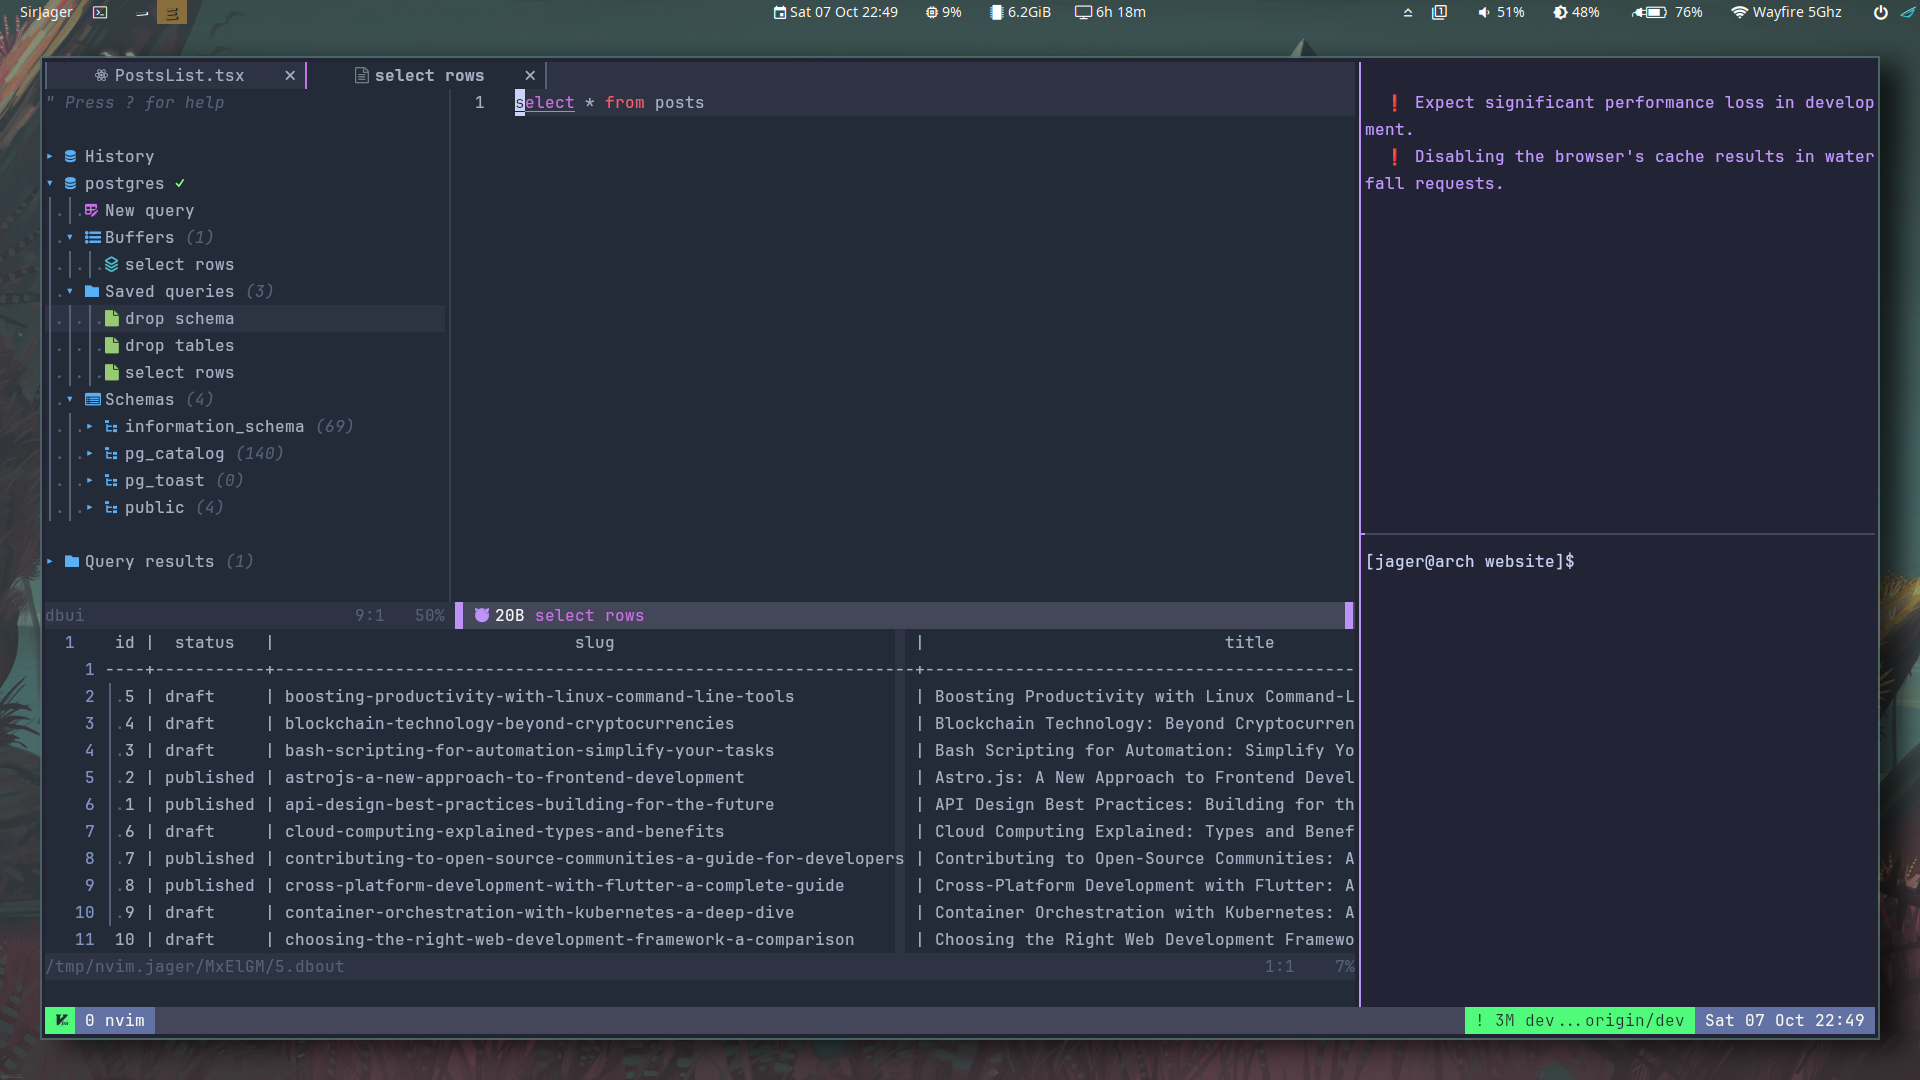 SirJager
Sat 07 Oct 22:49 9% 6.2GiB 6h 18m
1 51% 48% 76% Wayfire 5Ghz
PostsList.tsx ✕ select rows ✕
" Press ? for help
▸ History
▾ postgres ✓
New query
▾ Buffers (1)
select rows
▾ Saved queries (3)
drop schema
drop tables
select rows
▾ Schemas (4)
▸ information_schema (69)
▸ pg_catalog (140)
▸ pg_toast (0)
▸ public (4)
▸ Query results (1)
dbui 9:1 50%
1 select * from posts
20B select rows
1 id | status | slug | title
1 ----+-----------+----------------------------------------------------------------+-------------------------------------------
2 5 | draft | boosting-productivity-with-linux-command-line-tools | Boosting Productivity with Linux Command-L
3 4 | draft | blockchain-technology-beyond-cryptocurrencies | Blockchain Technology: Beyond Cryptocurren
4 3 | draft | bash-scripting-for-automation-simplify-your-tasks | Bash Scripting for Automation: Simplify Yo
5 2 | published | astrojs-a-new-approach-to-frontend-development | Astro.js: A New Approach to Frontend Devel
6 1 | published | api-design-best-practices-building-for-the-future | API Design Best Practices: Building for th
7 6 | draft | cloud-computing-explained-types-and-benefits | Cloud Computing Explained: Types and Benef
8 7 | published | contributing-to-open-source-communities-a-guide-for-developers | Contributing to Open-Source Communities: A
9 8 | published | cross-platform-development-with-flutter-a-complete-guide | Cross-Platform Development with Flutter: A
10 9 | draft | container-orchestration-with-kubernetes-a-deep-dive | Container Orchestration with Kubernetes: A
11 10 | draft | choosing-the-right-web-development-framework-a-comparison | Choosing the Right Web Development Framewo
/tmp/nvim.jager/MxElGM/5.dbout 1:1 7%
❗ Expect significant performance loss in develop
ment.
❗ Disabling the browser's cache results in water
fall requests.
[jager@arch website]$
0 nvim
! 3M dev...origin/dev Sat 07 Oct 22:49